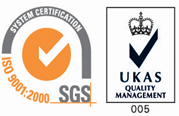 SYSTEM CERTIFICATION
ISO 9001:2000
SGS
UKAS
QUALITY
MANAGEMENT
005